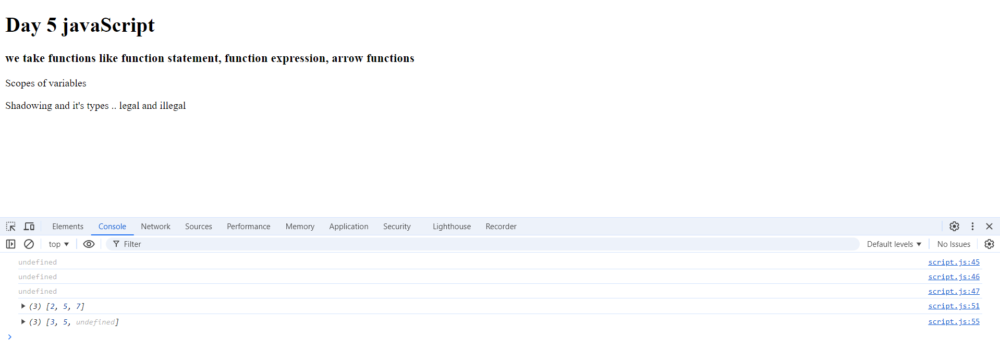 Day 5 javaScript
we take functions like function statement, function expression, arrow functions
Scopes of variables
Shadowing and it's types .. legal and illegal
Elements Console Network Sources Performance Memory Application Security Lighthouse Recorder
top Filter Default levels No Issues
undefined script.js:45
undefined script.js:46
undefined script.js:47
(3) [2, 5, 7] script.js:51
(3) [3, 5, undefined] script.js:55